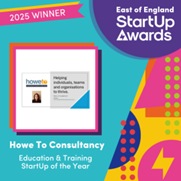 2025 WINNER
East of England
StartUp
Awards
howeto
Helping
individuals, teams
and organisations
to thrive.
Howe To Consultancy
Education & Training
StartUp of the Year